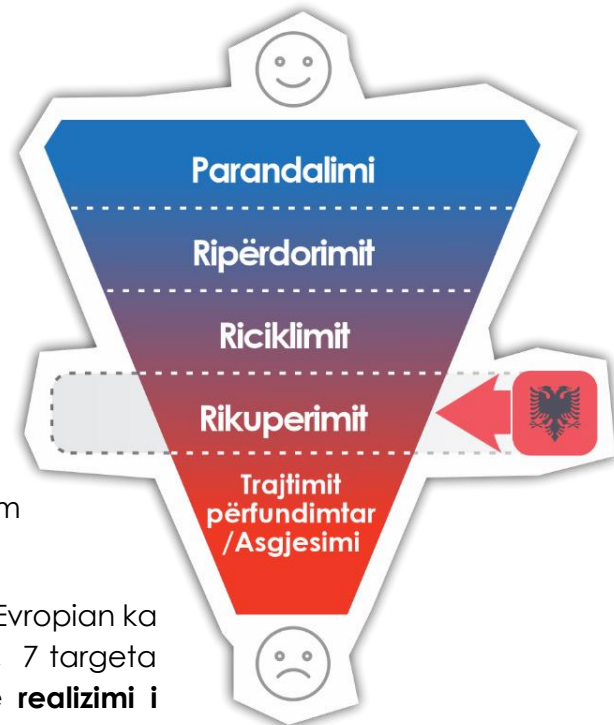 Parandalimi
Ripërdorimit
Riciklimit
Rikuperimit
Trajtimit
përfundimtar
/Asgjesimi
Evropian ka
7 targeta
realizimi i